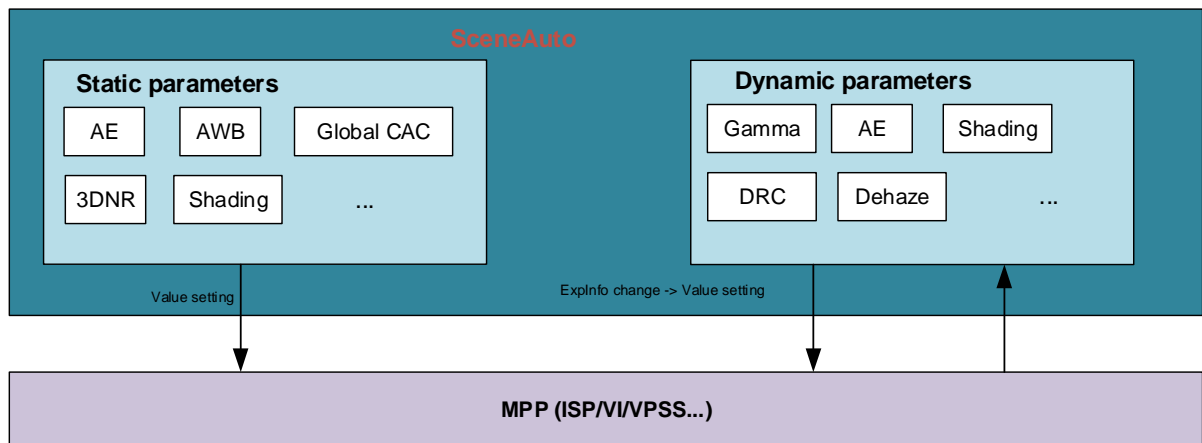 SceneAuto
Static parameters
AE
AWB
Global CAC
3DNR
Shading
...
Dynamic parameters
Gamma
AE
Shading
DRC
Dehaze
...
Value setting
ExpInfo change -> Value setting
MPP (ISP/VI/VPSS...)